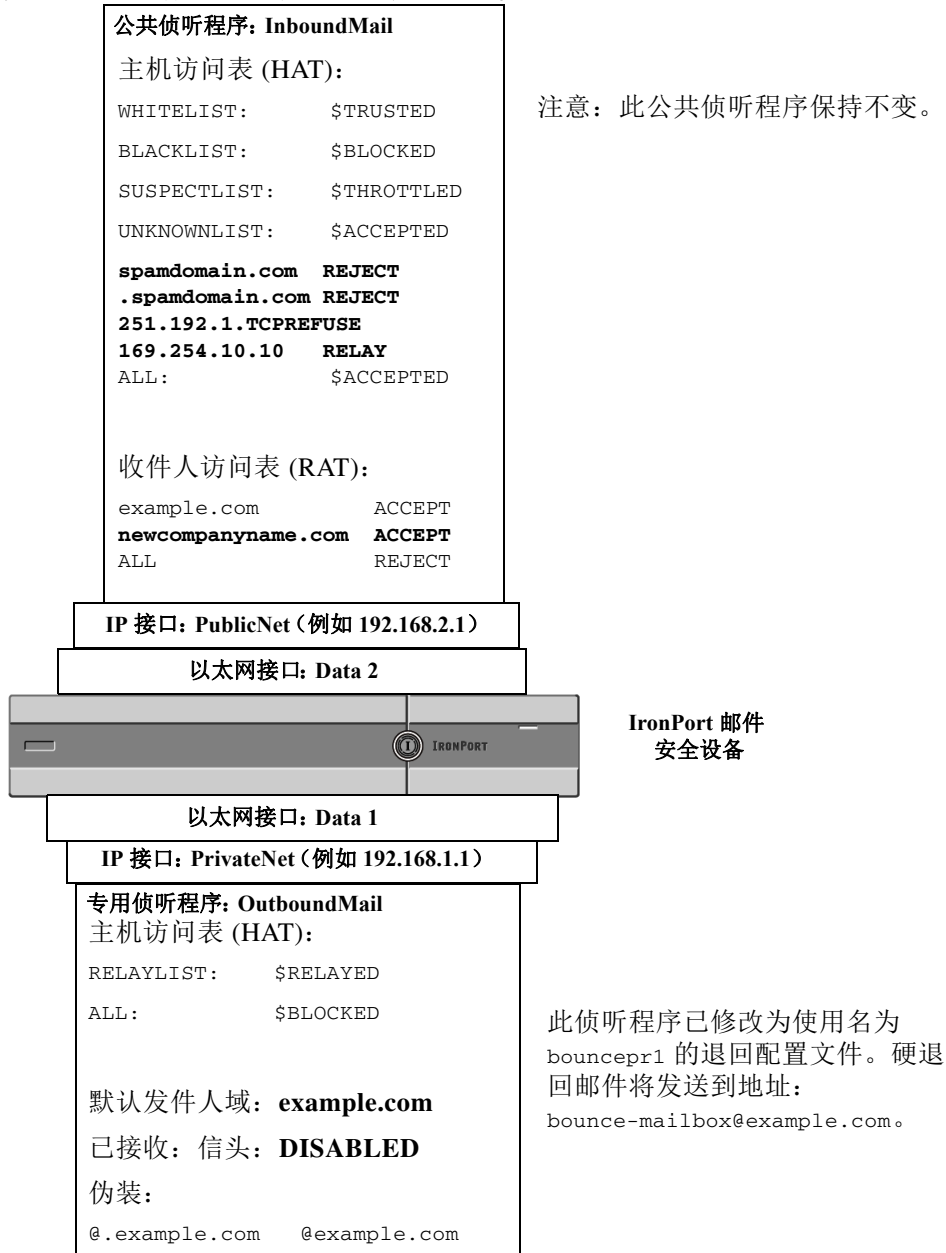 公共侦听程序: InboundMail
主机访问表 (HAT):
注意: 此公共侦听程序保持不变。
WHITELIST: $TRUSTED
BLACKLIST: $BLOCKED
SUSPECTLIST: $THROTTLED
UNKNOWNLIST: $ACCEPTED
spamdomain.com REJECT
.spamdomain.com REJECT
251.192.1.TCPREFUSE
169.254.10.10 RELAY
ALL: $ACCEPTED
收件人访问表 (RAT):
example.com ACCEPT
newcompanyname.com ACCEPT
ALL REJECT
IP 接口: PublicNet（例如 192.168.2.1）
以太网接口: Data 2
IRONPORT
IronPort 邮件
安全设备
以太网接口: Data 1
IP 接口: PrivateNet（例如 192.168.1.1）
专用侦听程序: OutboundMail
主机访问表 (HAT):
RELAYLIST: $RELAYED
ALL: $BLOCKED
此侦听程序已修改为使用名为
bouncepr1 的退回配置文件。硬退
回邮件将发送到地址:
bounce-mailbox@example.com。
默认发件人域: example.com
已接收: 信头: DISABLED
伪装:
@.example.com @example.com